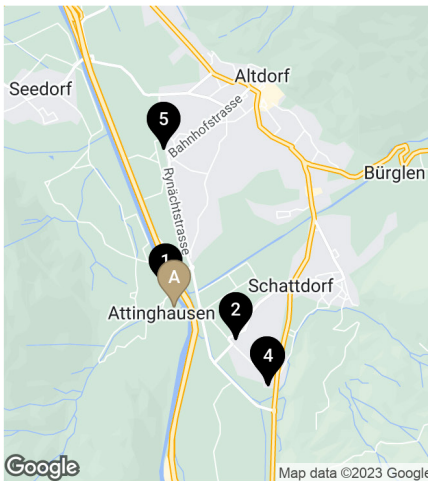 Altdorf
Seedorf
5
Bahnhofstrasse
Bürglen
Rynächtstrasse
1
A
Schattdorf
Attinghausen
2
4
Google
Map data ©2023 Google